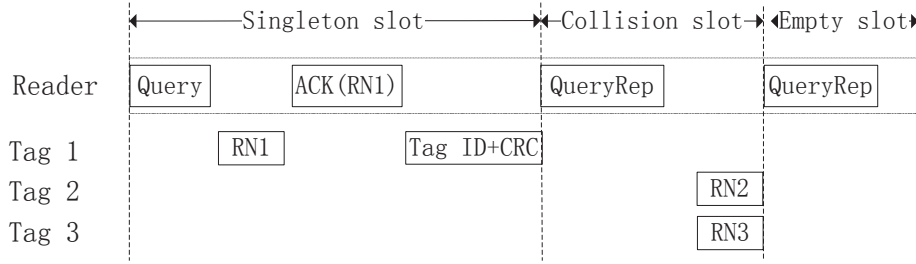 Singleton slot Collision slot Empty slot
Reader Query ACK(RN1) QueryRep QueryRep
Tag 1 RN1 Tag ID+CRC
Tag 2 RN2
Tag 3 RN3